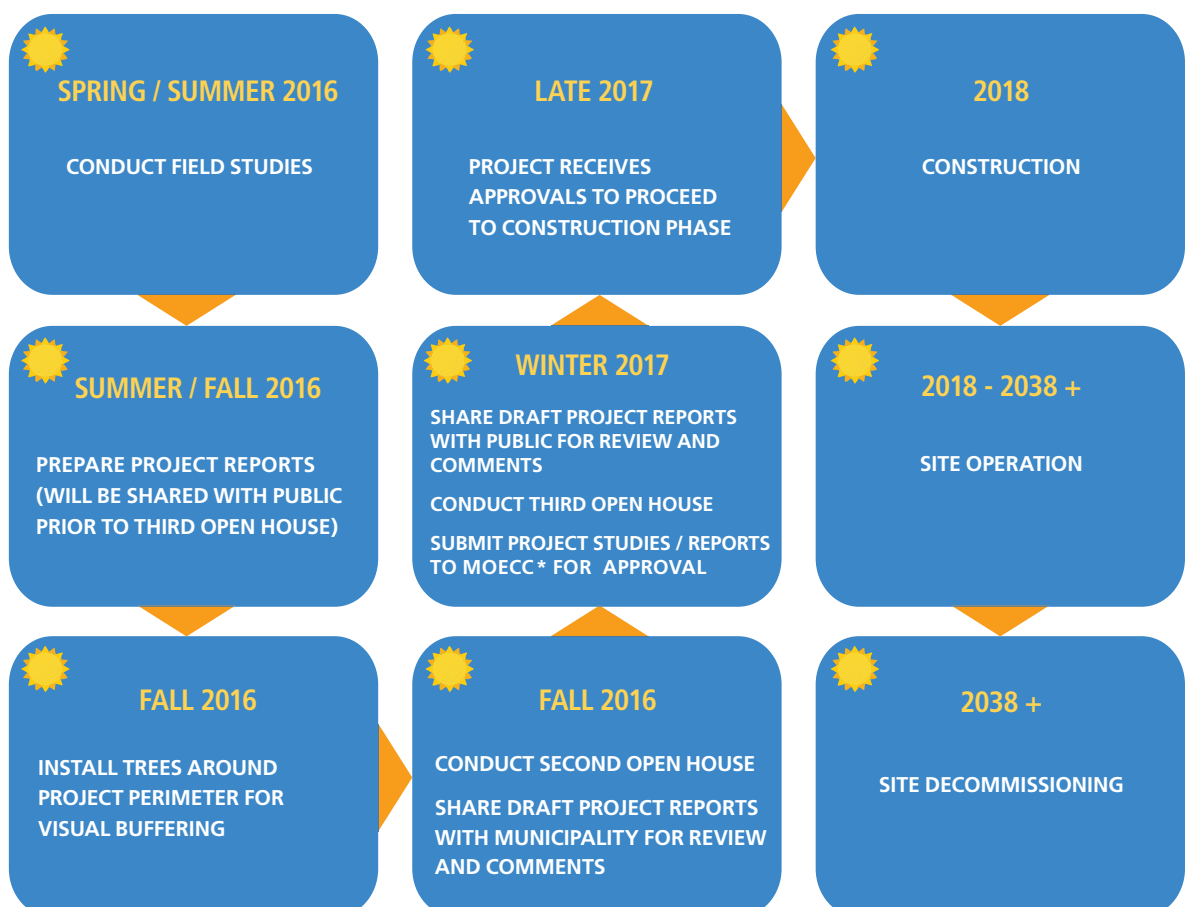 SPRING / SUMMER 2016
CONDUCT FIELD STUDIES
SUMMER / FALL 2016
PREPARE PROJECT REPORTS
(WILL BE SHARED WITH PUBLIC
PRIOR TO THIRD OPEN HOUSE)
FALL 2016
INSTALL TREES AROUND
PROJECT PERIMETER FOR
VISUAL BUFFERING
FALL 2016
CONDUCT SECOND OPEN HOUSE
SHARE DRAFT PROJECT REPORTS
WITH MUNICIPALITY FOR REVIEW
AND COMMENTS
WINTER 2017
SHARE DRAFT PROJECT REPORTS
WITH PUBLIC FOR REVIEW AND
COMMENTS
CONDUCT THIRD OPEN HOUSE
SUBMIT PROJECT STUDIES / REPORTS
TO MOECC* FOR APPROVAL
LATE 2017
PROJECT RECEIVES
APPROVALS TO PROCEED
TO CONSTRUCTION PHASE
2018
CONSTRUCTION
2018 - 2038 +
SITE OPERATION
2038 +
SITE DECOMMISSIONING